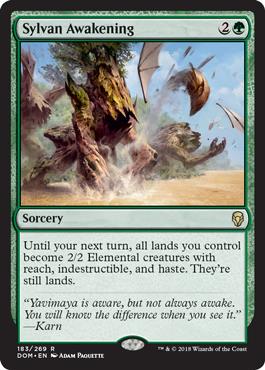 Sylvan Awakening 2
Sorcery
Until your next turn, all lands you control
become 2/2 Elemental creatures with
reach, indestructible, and haste. They're
still lands.
“Yavimaya is aware, but not always awake.
You will know the difference when you see it.”
—Karn
183/269 R
DOM • EN Adam Paquette ™ & © 2018 Wizards of the Coast